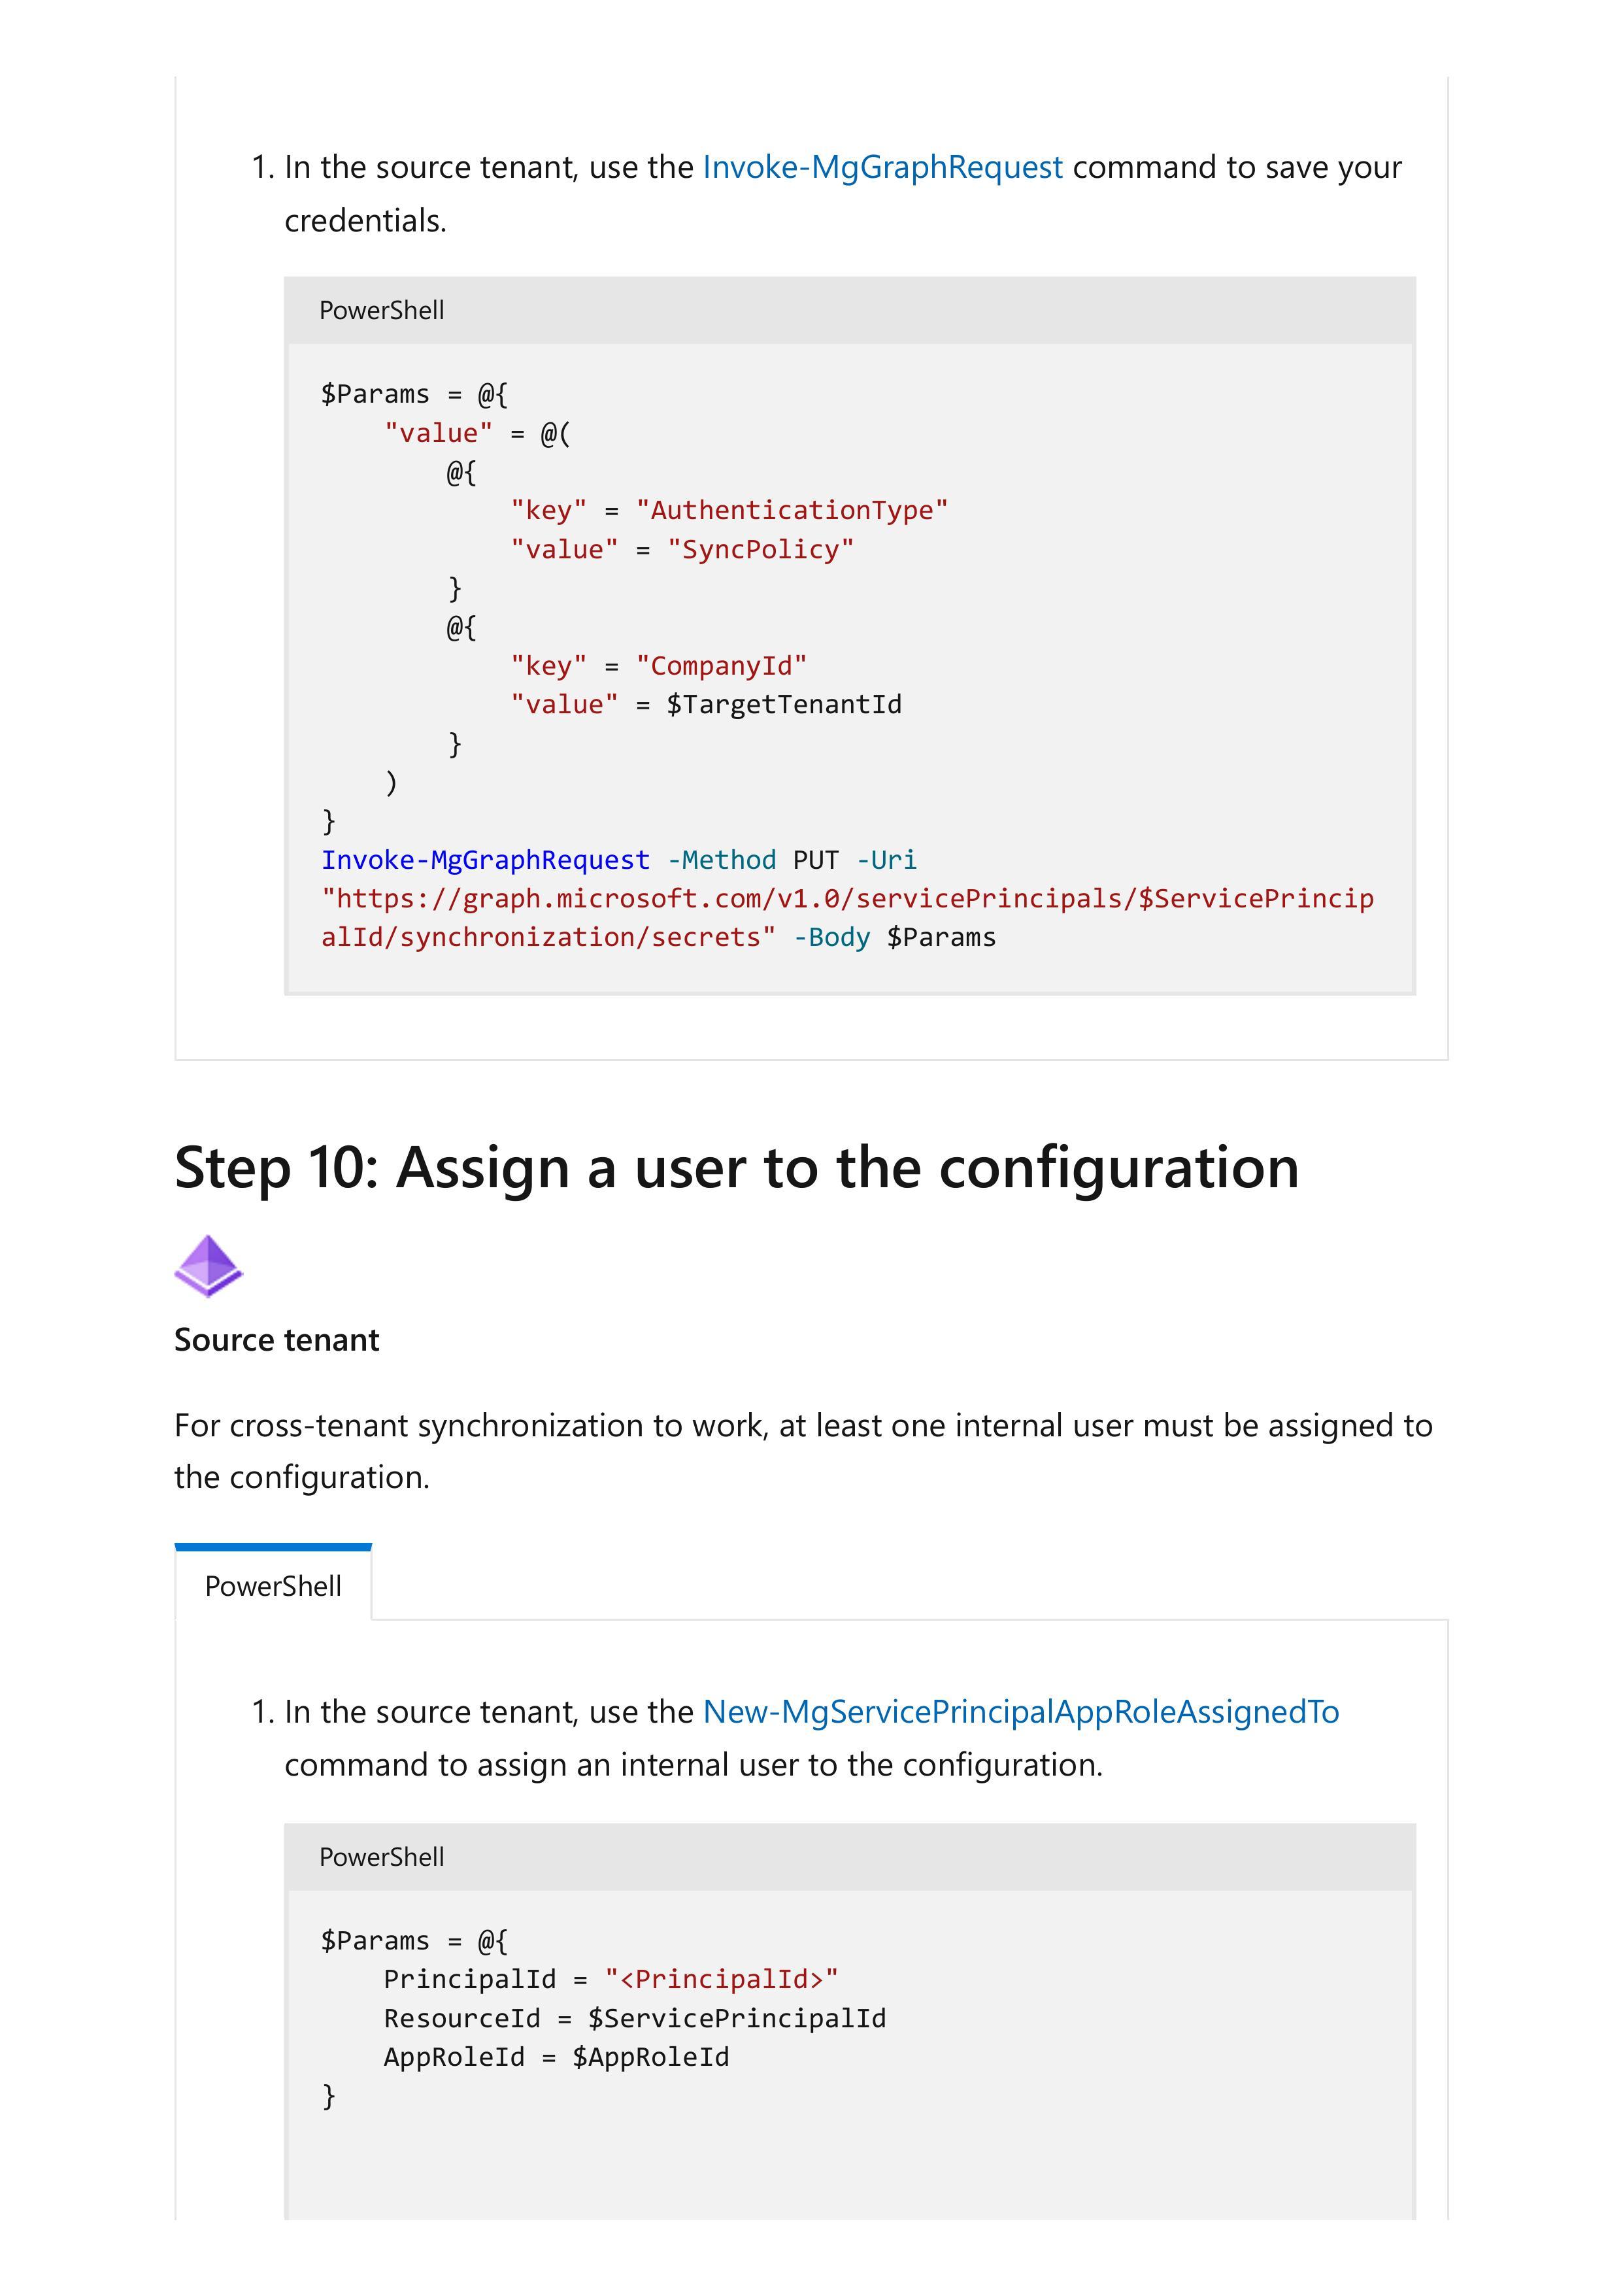 1. In the source tenant, use the Invoke-MgGraphRequest command to save your
credentials.
PowerShell
$Params = @{
    "value" = @(
        @{
            "key" = "AuthenticationType"
            "value" = "SyncPolicy"
        }
        @{
            "key" = "CompanyId"
            "value" = $TargetTenantId
        }
    )
}
Invoke-MgGraphRequest -Method PUT -Uri
"https://graph.microsoft.com/v1.0/servicePrincipals/$ServicePrincip
alId/synchronization/secrets" -Body $Params
Step 10: Assign a user to the configuration
Source tenant
For cross-tenant synchronization to work, at least one internal user must be assigned to
the configuration.
PowerShell
1. In the source tenant, use the New-MgServicePrincipalAppRoleAssignedTo
command to assign an internal user to the configuration.
PowerShell
$Params = @{
    PrincipalId = "<PrincipalId>"
    ResourceId = $ServicePrincipalId
    AppRoleId = $AppRoleId
}